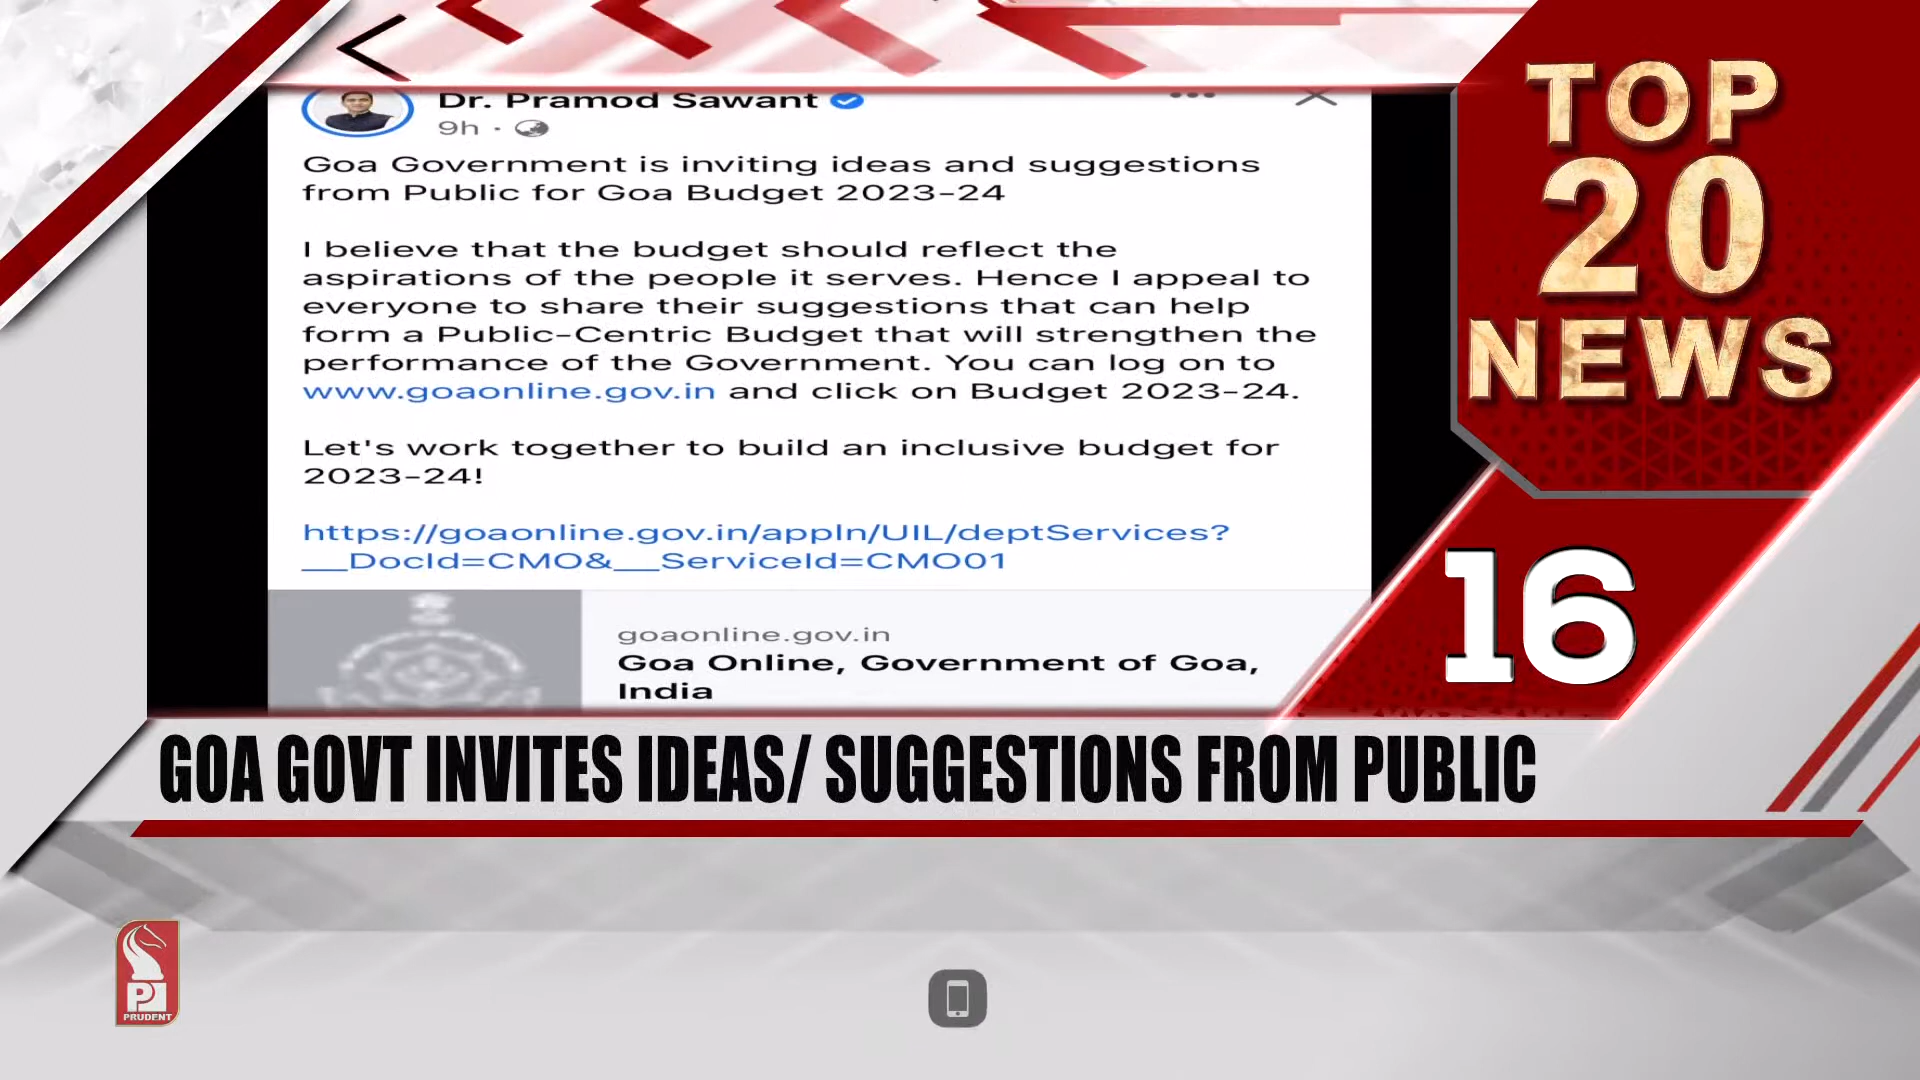 Dr. Pramod Sawant
9h ·
Goa Government is inviting ideas and suggestions
from Public for Goa Budget 2023-24
I believe that the budget should reflect the
aspirations of the people it serves. Hence I appeal to
everyone to share their suggestions that can help
form a Public-Centric Budget that will strengthen the
performance of the Government. You can log on to
www.goaonline.gov.in and click on Budget 2023-24.
Let's work together to build an inclusive budget for
2023-24!
https://goaonline.gov.in/appln/UIL/deptServices?
__DocId=CMO&__ServiceId=CMO01
goaonline.gov.in
Goa Online, Government of Goa,
India
TOP
20
NEWS
16
GOA GOVT INVITES IDEAS/ SUGGESTIONS FROM PUBLIC
P
PRUDENT